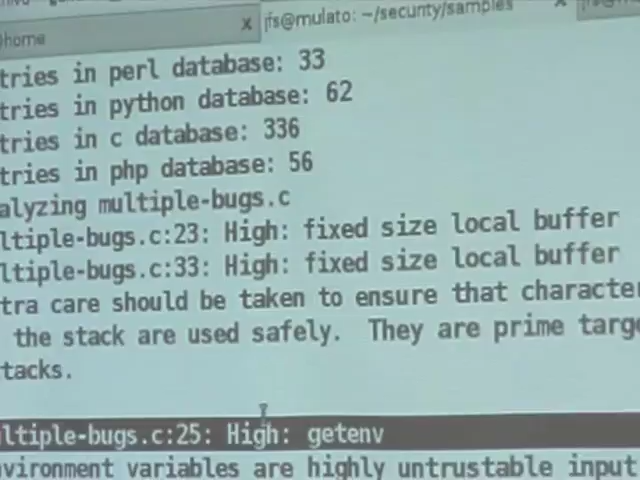 home
x jfs@mulato: ~/security/samples x
tries in perl database: 33
tries in python database: 62
tries in c database: 336
tries in php database: 56
alyzing multiple-bugs.c
ltiple-bugs.c:23: High: fixed size local buffer
ltiple-bugs.c:33: High: fixed size local buffer
tra care should be taken to ensure that character
the stack are used safely.  They are prime targe
tacks.
ultiple-bugs.c:25: High: getenv
vironment variables are highly untrustable input